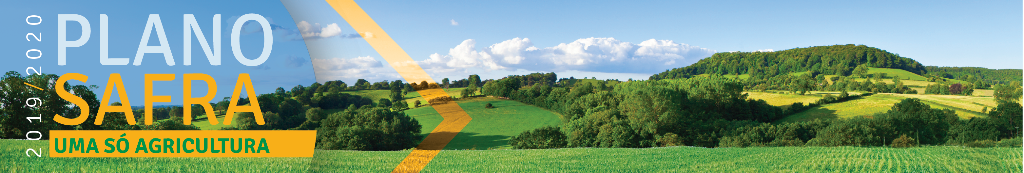 2019/2020
PLANO
SAFRA
UMA SÓ AGRICULTURA